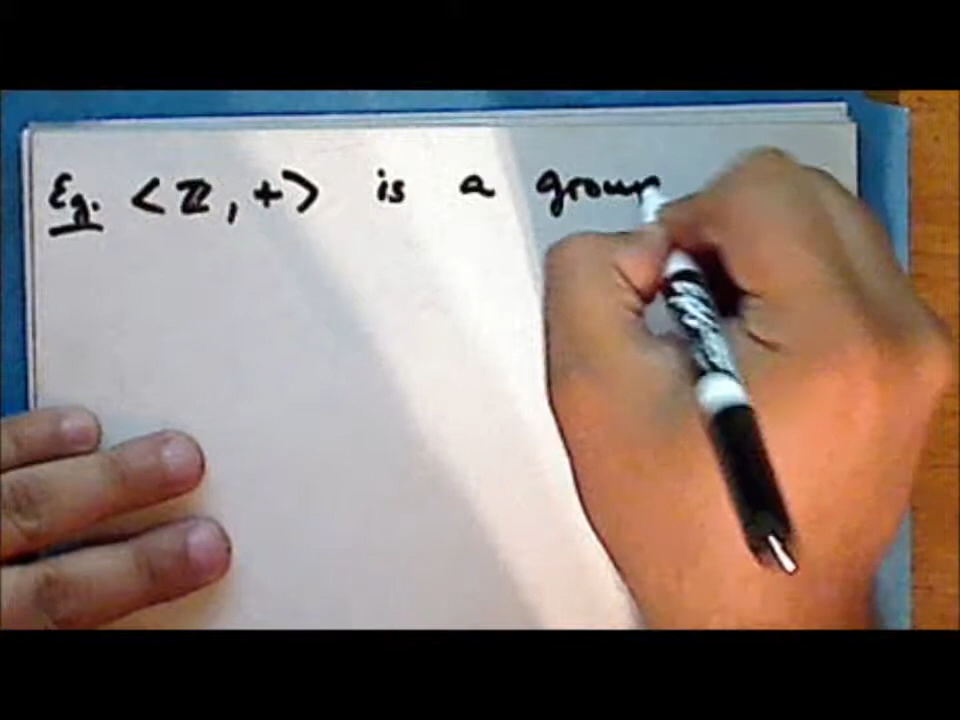 Eg. <ℤ, +> is a group